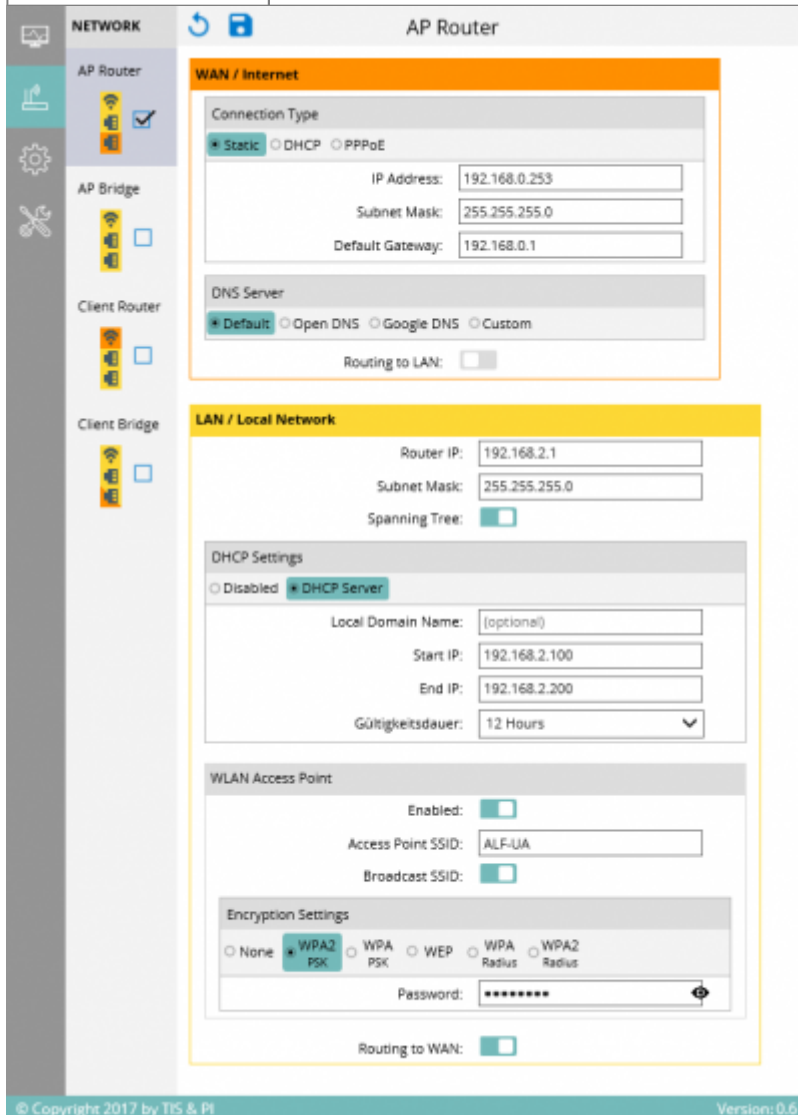 NETWORK
AP Router
AP Router
AP Bridge
Client Router
Client Bridge
WAN / Internet
Connection Type
Static DHCP PPPoE
IP Address: 192.168.0.253
Subnet Mask: 255.255.255.0
Default Gateway: 192.168.0.1
DNS Server
Default Open DNS Google DNS Custom
Routing to LAN:
LAN / Local Network
Router IP: 192.168.2.1
Subnet Mask: 255.255.255.0
Spanning Tree:
DHCP Settings
Disabled DHCP Server
Local Domain Name: (optional)
Start IP: 192.168.2.100
End IP: 192.168.2.200
Gültigkeitsdauer: 12 Hours
WLAN Access Point
Enabled:
Access Point SSID: ALF-UA
Broadcast SSID:
Encryption Settings
None WPA2 PSK WPA PSK WEP WPA Radius WPA2 Radius
Password: ••••••••
Routing to WAN:
© Copyright 2017 by TIS & PI Version: 0.6